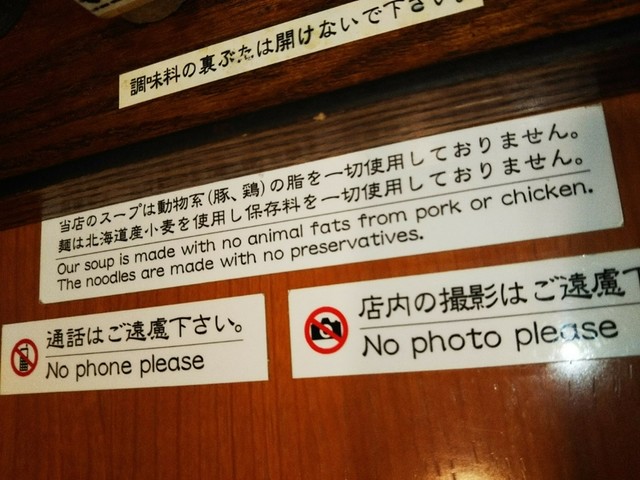 調味料の裏ぶたは開けないで下さい。
当店のスープは動物系(豚、鶏)の脂を一切使用しておりません。
麺は北海道産小麦を使用し保存料を一切使用しておりません。
Our soup is made with no animal fats from pork or chicken.
The noodles are made with no preservatives.
通話はご遠慮下さい。
No phone please
店内の撮影はご遠慮下
No photo please